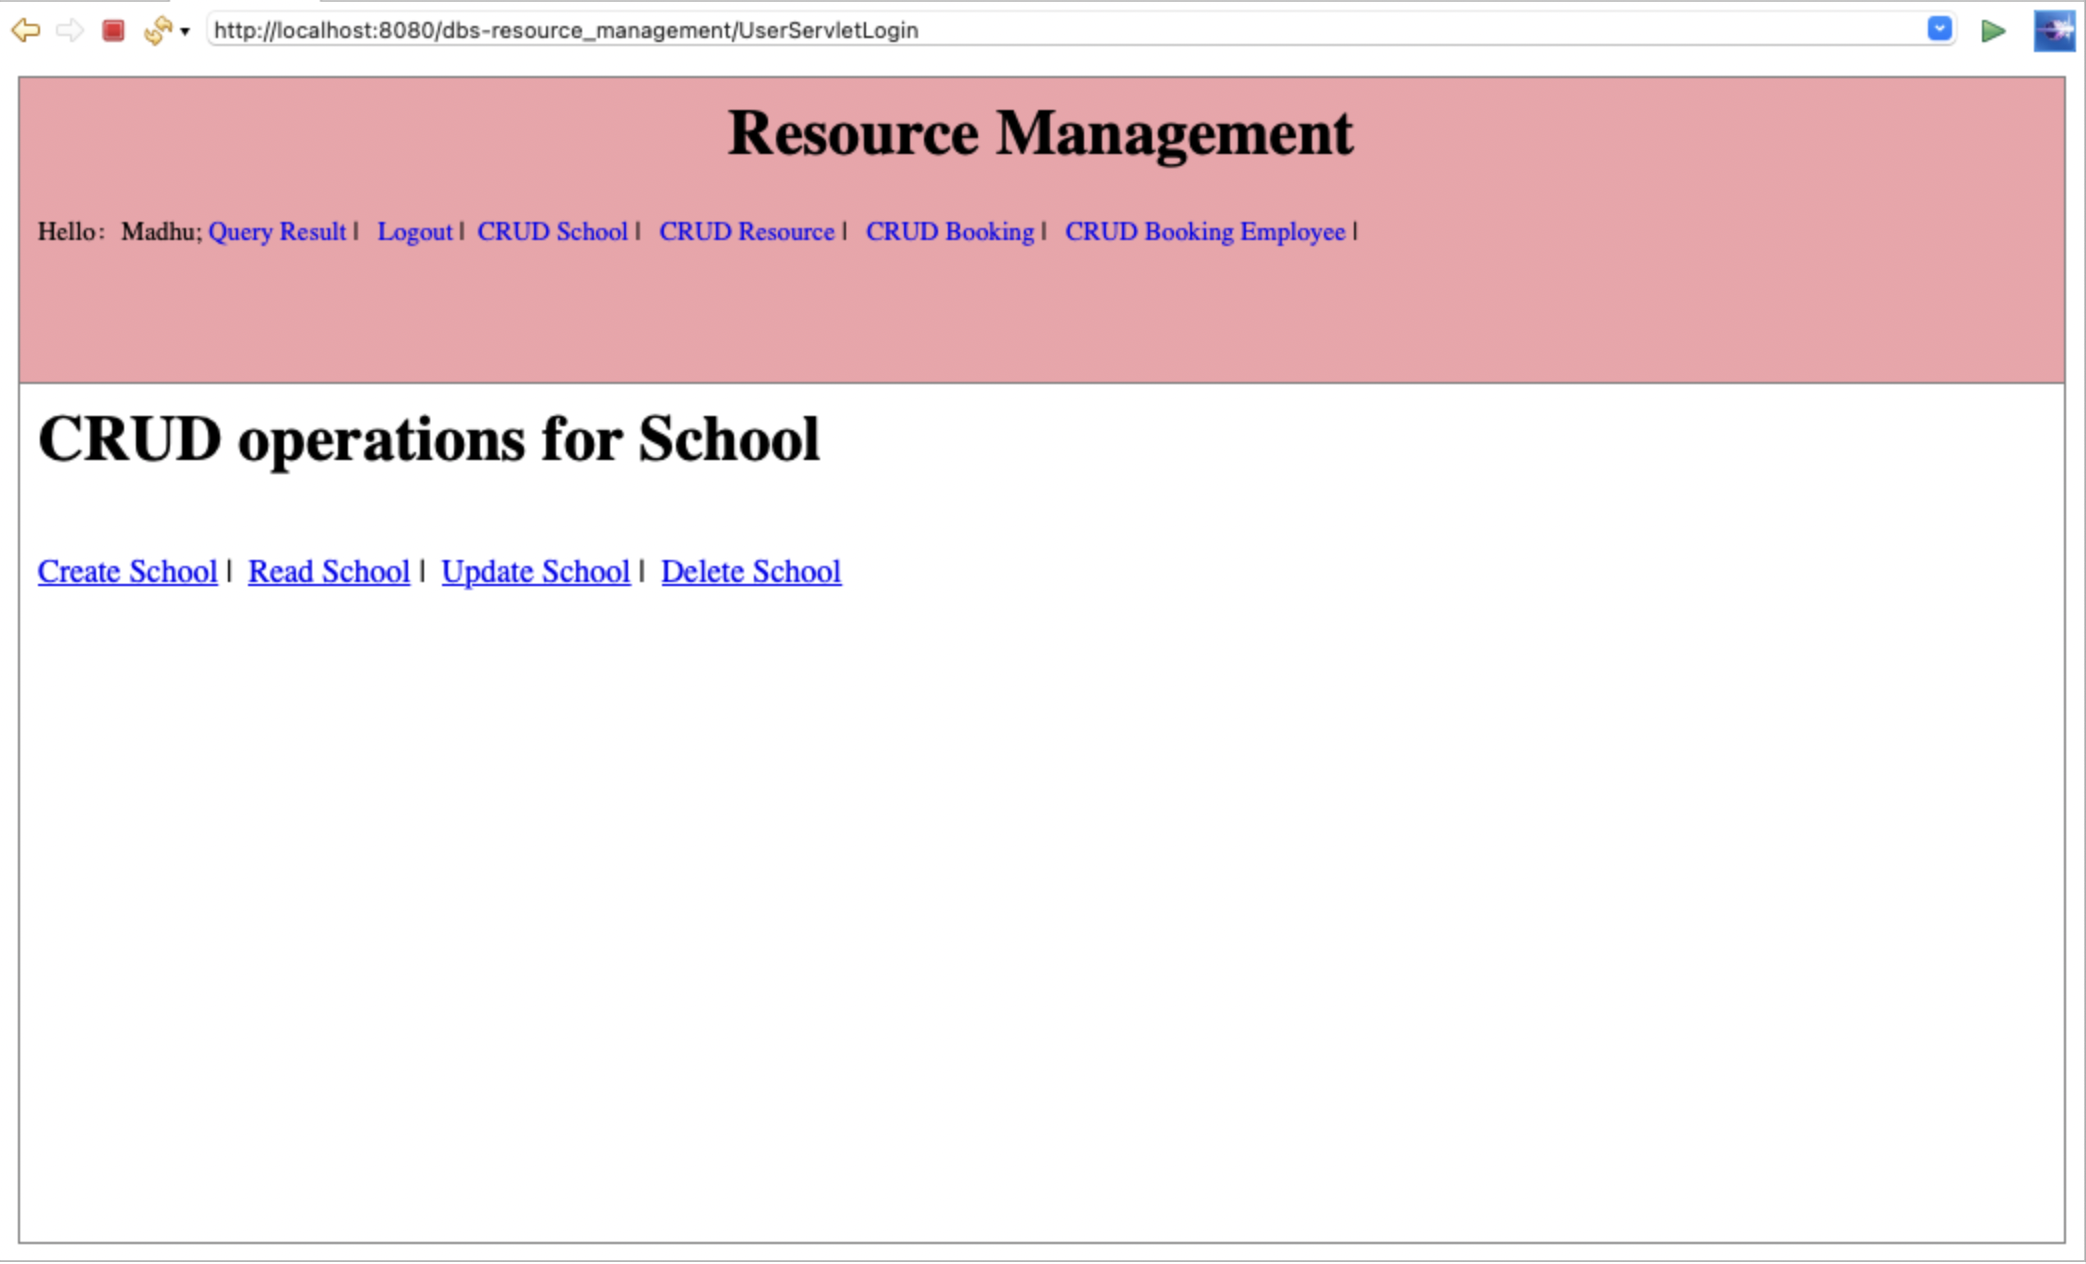 http://localhost:8080/dbs-resource_management/UserServletLogin
Resource Management
Hello: Madhu; Query Result | Logout | CRUD School | CRUD Resource | CRUD Booking | CRUD Booking Employee |
CRUD operations for School
Create School | Read School | Update School | Delete School